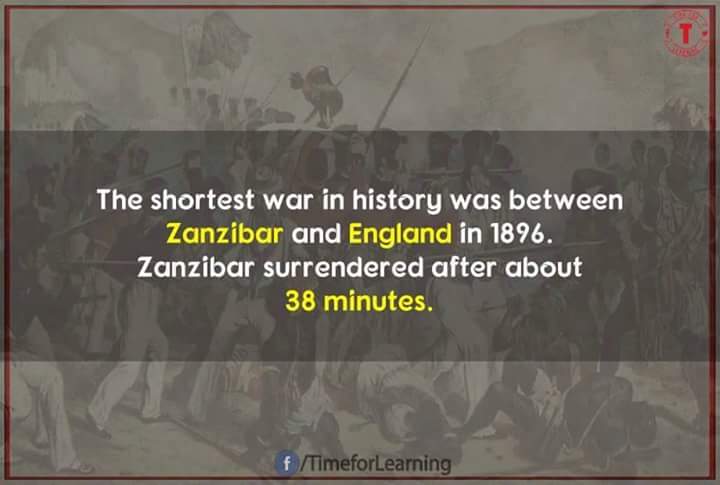 T
The shortest war in history was between
Zanzibar and England in 1896.
Zanzibar surrendered after about
38 minutes.
f /TimeforLearning